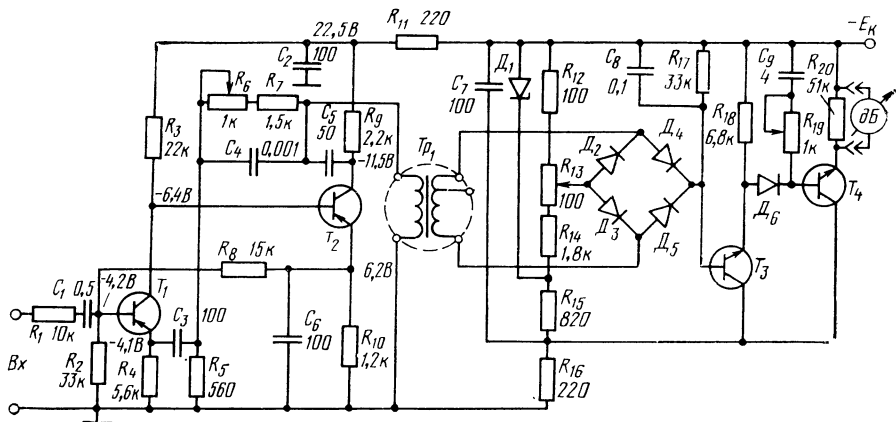 R11 220
22,5В
−Eк
C2
100
R6
R7
1к
1,5к
R3
22к
C4
0,001
C5
50
R9
2,2к
−11,5В
−6,4В
T2
Тр1
C7
100
Д1
R12
100
R13
100
R14
1,8к
R15
820
R16
220
C8
0,1
R17
33к
Д2
Д4
Д3
Д5
R18
6,8к
C9
4
R20
51к
R19
1к
дБ
Д6
T4
T3
R8 15к
6,2В
C1 0,5
−4,2В
T1
R1 10к
C3
100
−4,1В
Вх
R2
33к
R4
5,6к
R5
560
C6
100
R10
1,2к